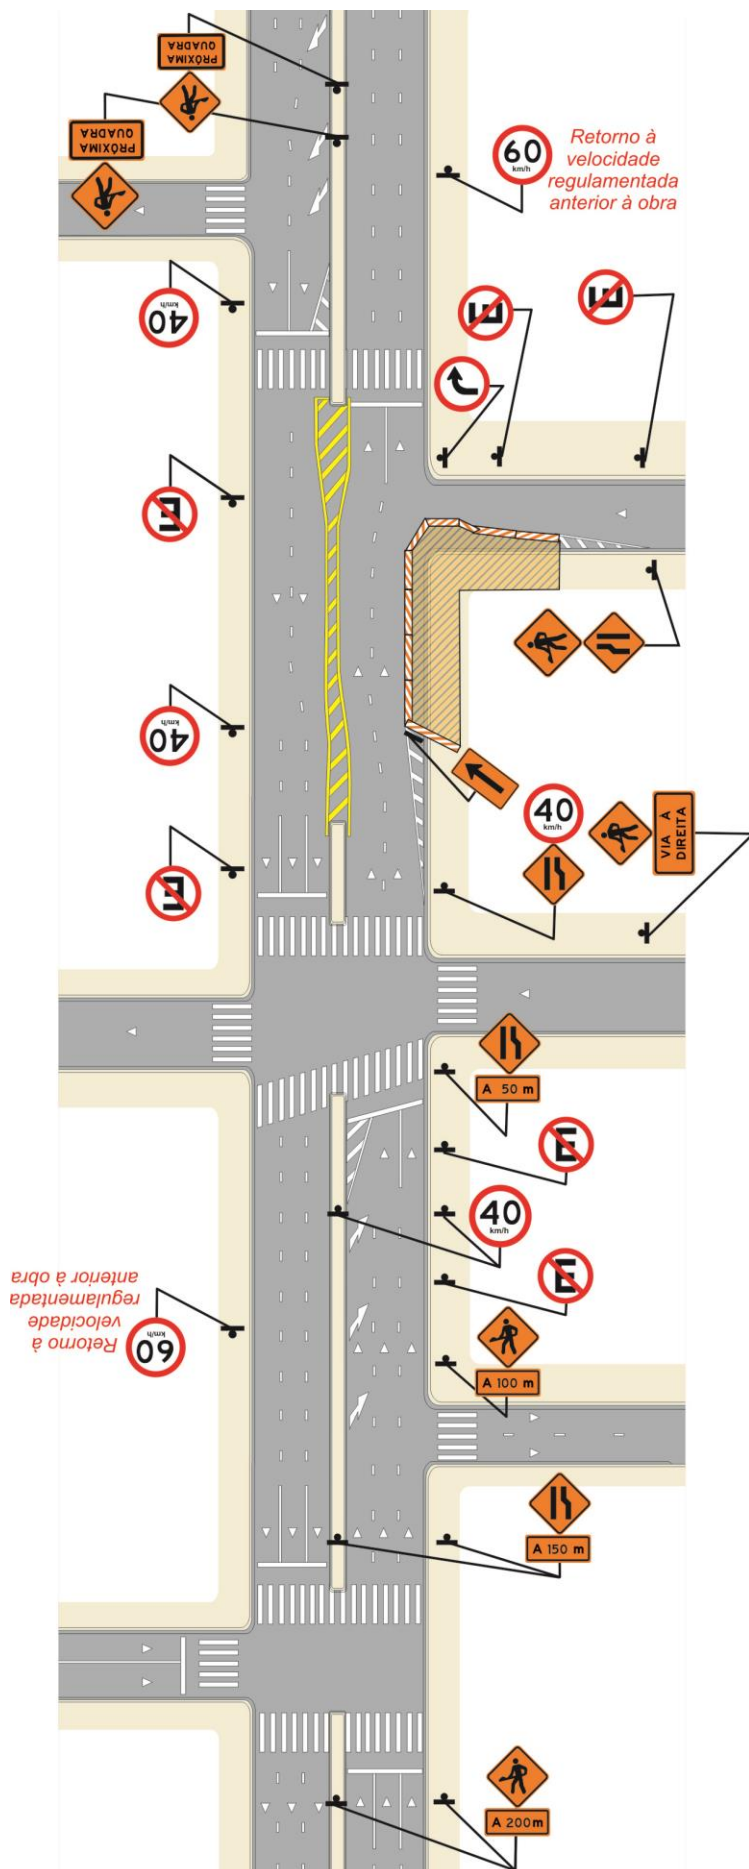 PRÓXIMA
QUADRA
PRÓXIMA
QUADRA
60
km/h
Retorno à
velocidade
regulamentada
anterior à obra
40
km/h
E
E
E
40
km/h
E
40
km/h
VIA À
DIREITA
A 50 m
E
40
km/h
E
A 100 m
60
km/h
Retorno à
velocidade
regulamentada
anterior à obra
A 150 m
A 200 m